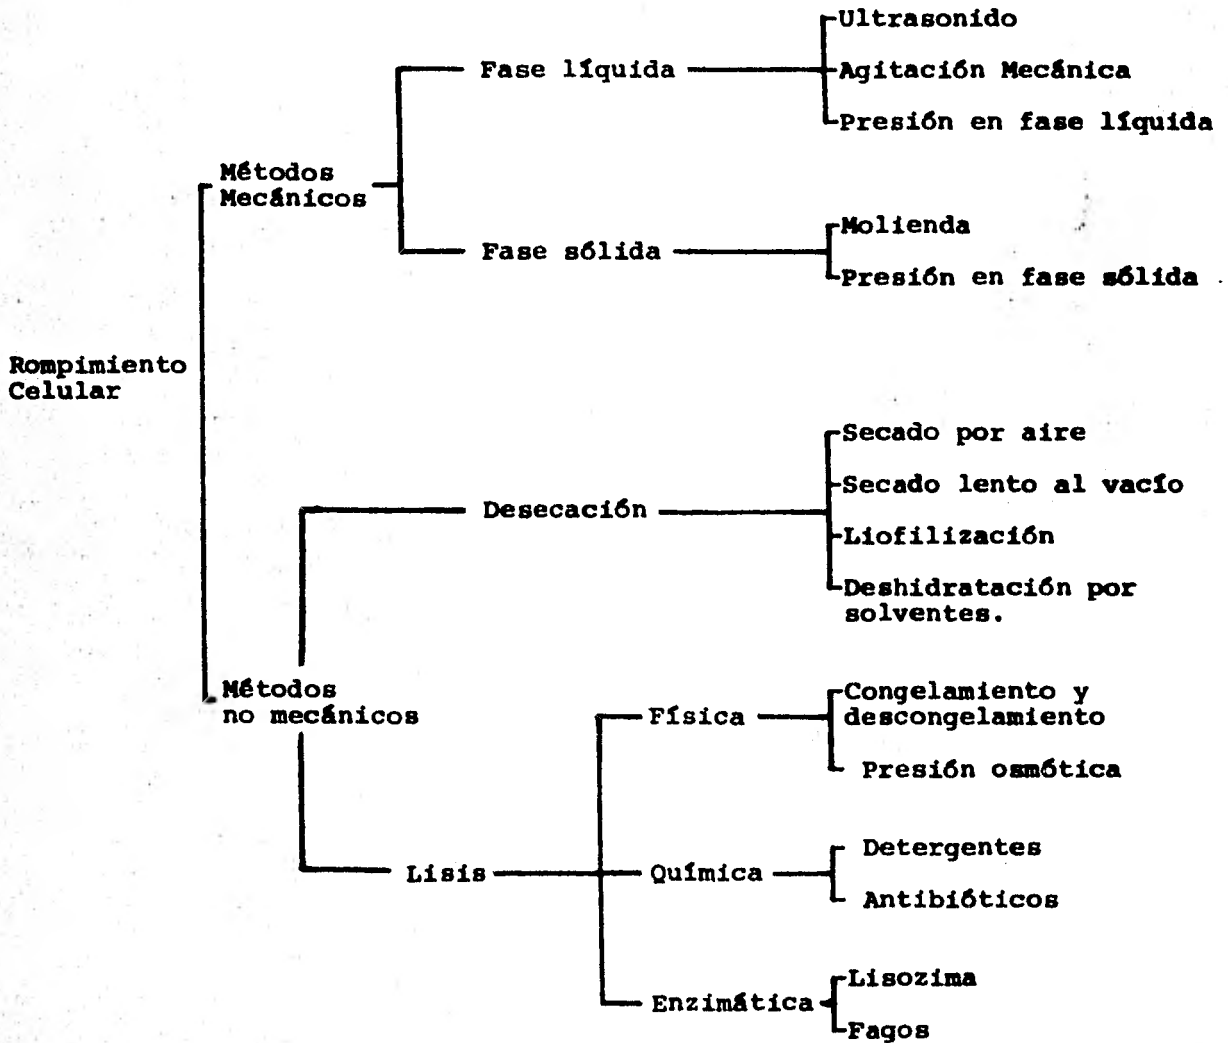 Ultrasonido
Fase líquida
Agitación Mecánica
Presión en fase líquida
Métodos
Mecánicos
Molienda
Fase sólida
Presión en fase sólida
Rompimiento
Celular
Secado por aire
Secado lento al vacío
Desecación
Liofilización
Deshidratación por
solventes.
Métodos
no mecánicos
Congelamiento y
descongelamiento
Física
Presión osmótica
Lisis
Química
Detergentes
Antibióticos
Enzimática
Lisozima
Fagos